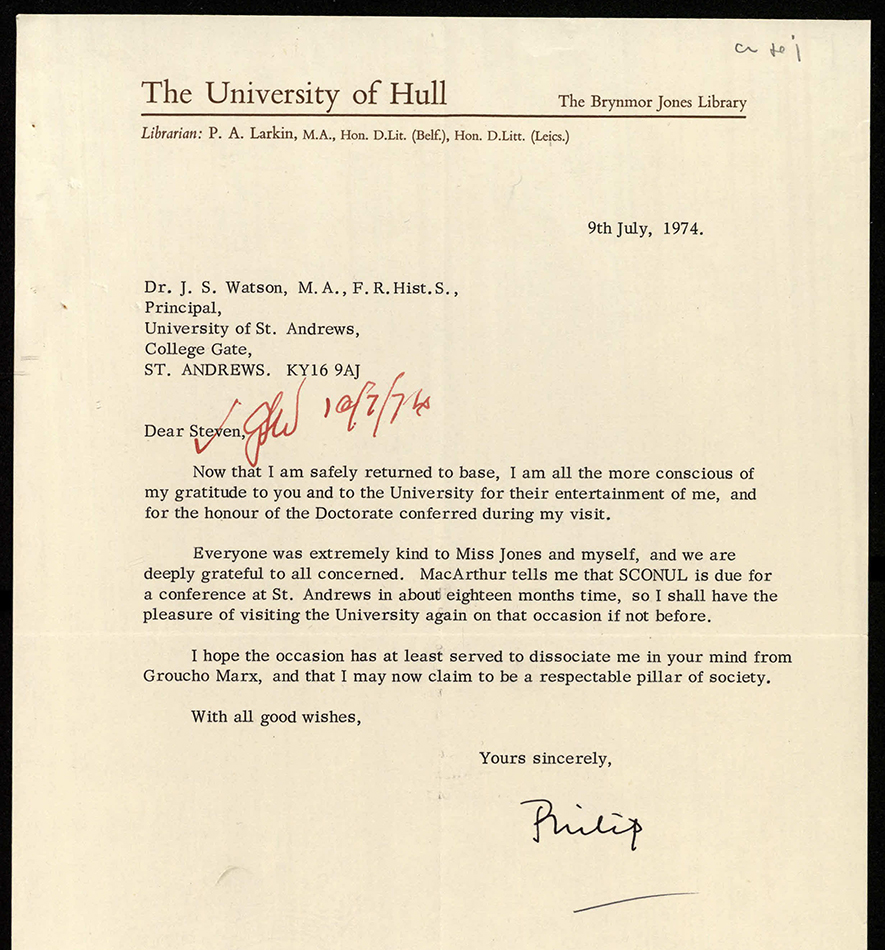 The University of Hull The Brynmor Jones Library
Librarian: P. A. Larkin, M.A., Hon. D.Lit. (Belf.), Hon. D.Litt. (Leics.)
9th July, 1974.
Dr. J. S. Watson, M.A., F.R.Hist.S.,
Principal,
University of St. Andrews,
College Gate,
ST. ANDREWS. KY16 9AJ
10/7/74
Dear Steven,
Now that I am safely returned to base, I am all the more conscious of
my gratitude to you and to the University for their entertainment of me, and
for the honour of the Doctorate conferred during my visit.
Everyone was extremely kind to Miss Jones and myself, and we are
deeply grateful to all concerned. MacArthur tells me that SCONUL is due for
a conference at St. Andrews in about eighteen months time, so I shall have the
pleasure of visiting the University again on that occasion if not before.
I hope the occasion has at least served to dissociate me in your mind from
Groucho Marx, and that I may now claim to be a respectable pillar of society.
With all good wishes,
Yours sincerely,
Philip